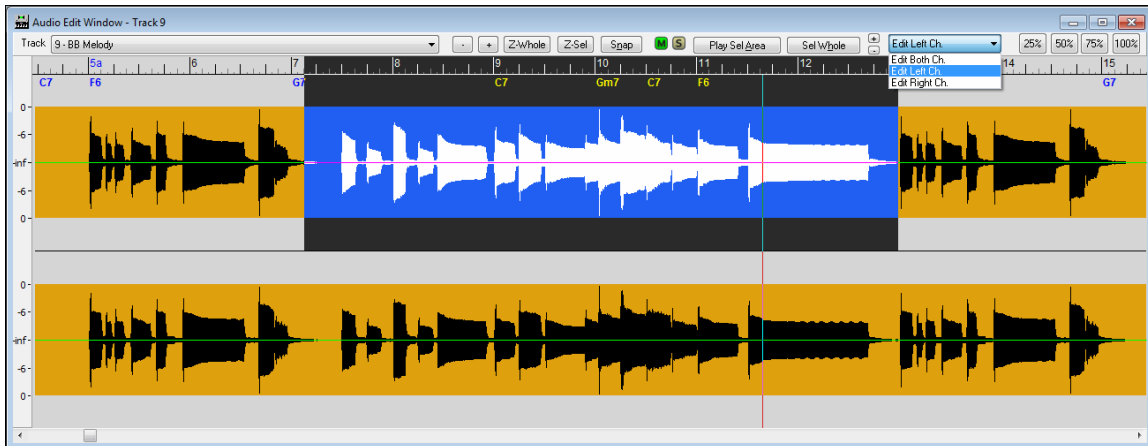 Audio Edit Window - Track 9
Track 9 - BB Melody - + Z-Whole Z-Sel Snap M S Play Sel Area Sel Whole + - Edit Left Ch. 25% 50% 75% 100%
Edit Both Ch.
Edit Left Ch.
Edit Right Ch.
5a 6 7 8 9 10 11 12 14 15
C7 F6 G7 C7 Gm7 C7 F6 G7
0-
-6-
-inf-
-6-
0-
0-
-6-
-inf-
-6-
0-